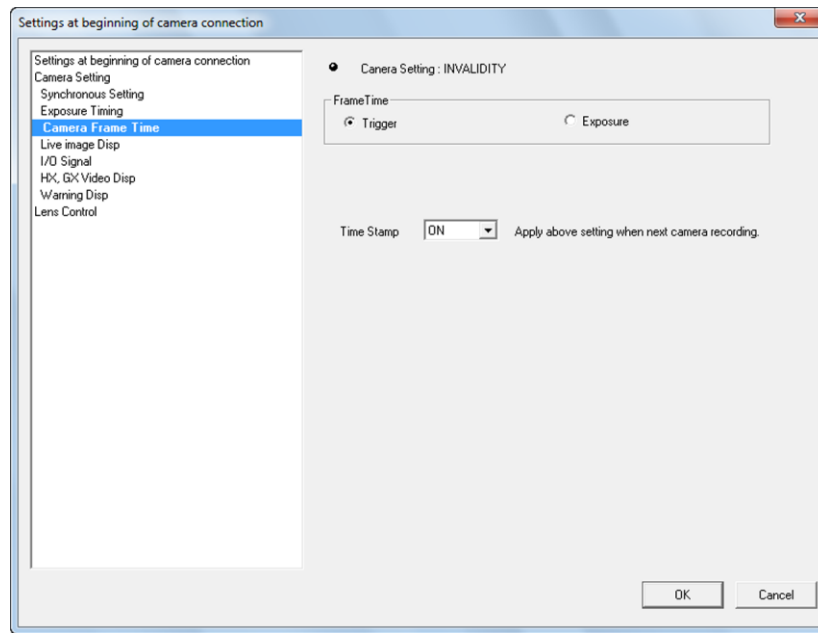 Settings at beginning of camera connection
Settings at beginning of camera connection
Camera Setting
Synchronous Setting
Exposure Timing
Camera Frame Time
Live image Disp
I/O Signal
HX, GX Video Disp
Warning Disp
Lens Control
Canera Setting : INVALIDITY
FrameTime
Trigger
Exposure
Time Stamp
ON
Apply above setting when next camera recording.
OK
Cancel